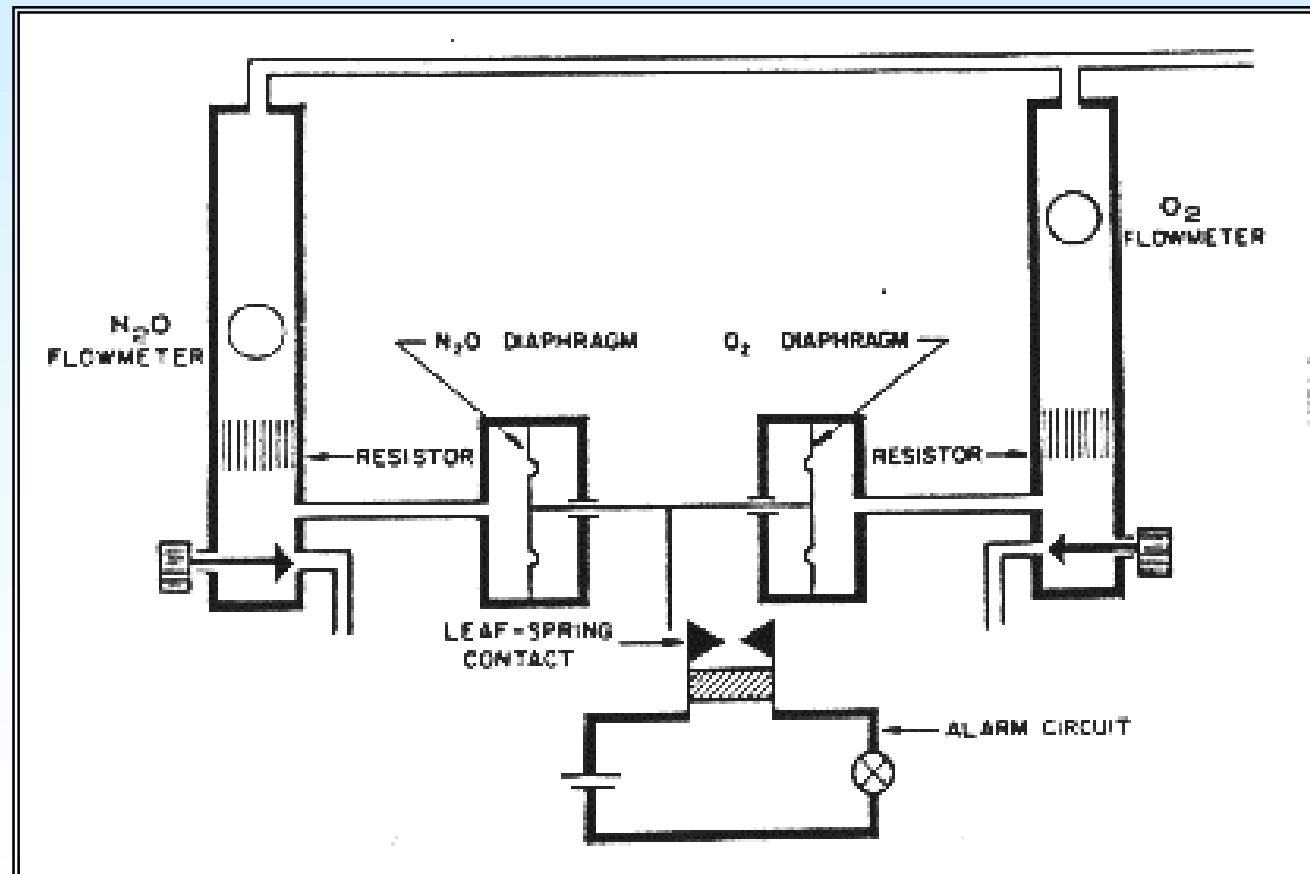 O2
FLOWMETER
N2O
FLOWMETER
N2O DIAPHRAGM
O2 DIAPHRAGM
RESISTOR
RESISTOR
LEAF-SPRING
CONTACT
ALARM CIRCUIT